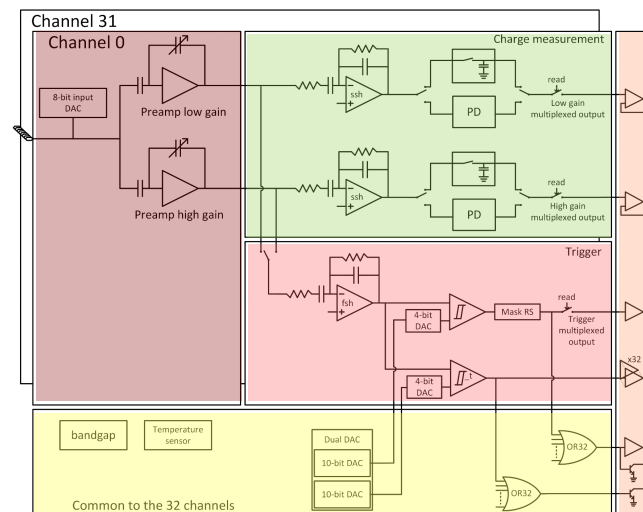 Channel 31
Channel 0
Charge measurement
8-bit input
DAC
Preamp low gain
ssh
PD
read
Low gain
multiplexed output
Preamp high gain
ssh
PD
read
High gain
multiplexed output
Trigger
fsh
4-bit
DAC
Mask RS
read
Trigger
multiplexed
output
4-bit
DAC
_t
x32
bandgap
Temperature
sensor
Dual DAC
10-bit DAC
10-bit DAC
OR32
OR32
Common to the 32 channels